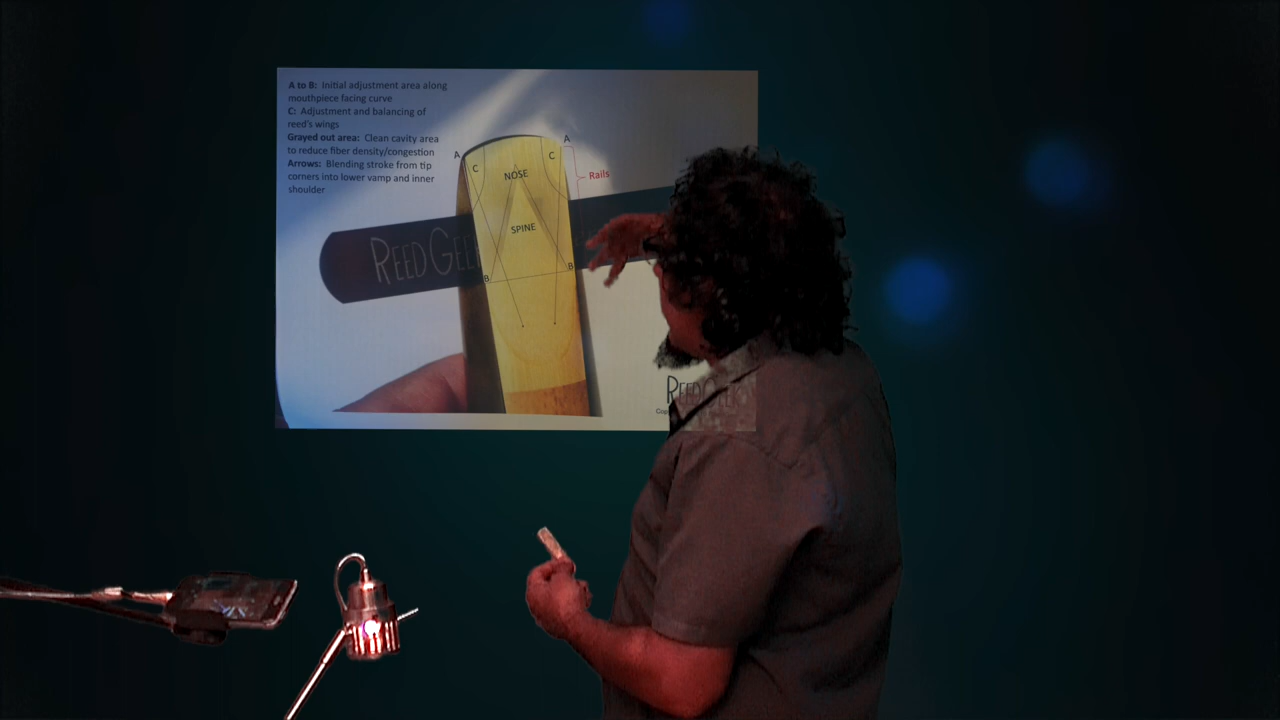 A to B: Initial adjustment area along
mouthpiece facing curve
C: Adjustment and balancing of
reed's wings
Grayed out area: Clean cavity area
to reduce fiber density/congestion
Arrows: Blending stroke from tip
corners into lower vamp and inner
shoulder
A
A
C
C
NOSE
Rails
SPINE
REEDGEEK
B
B
REEDGEEK